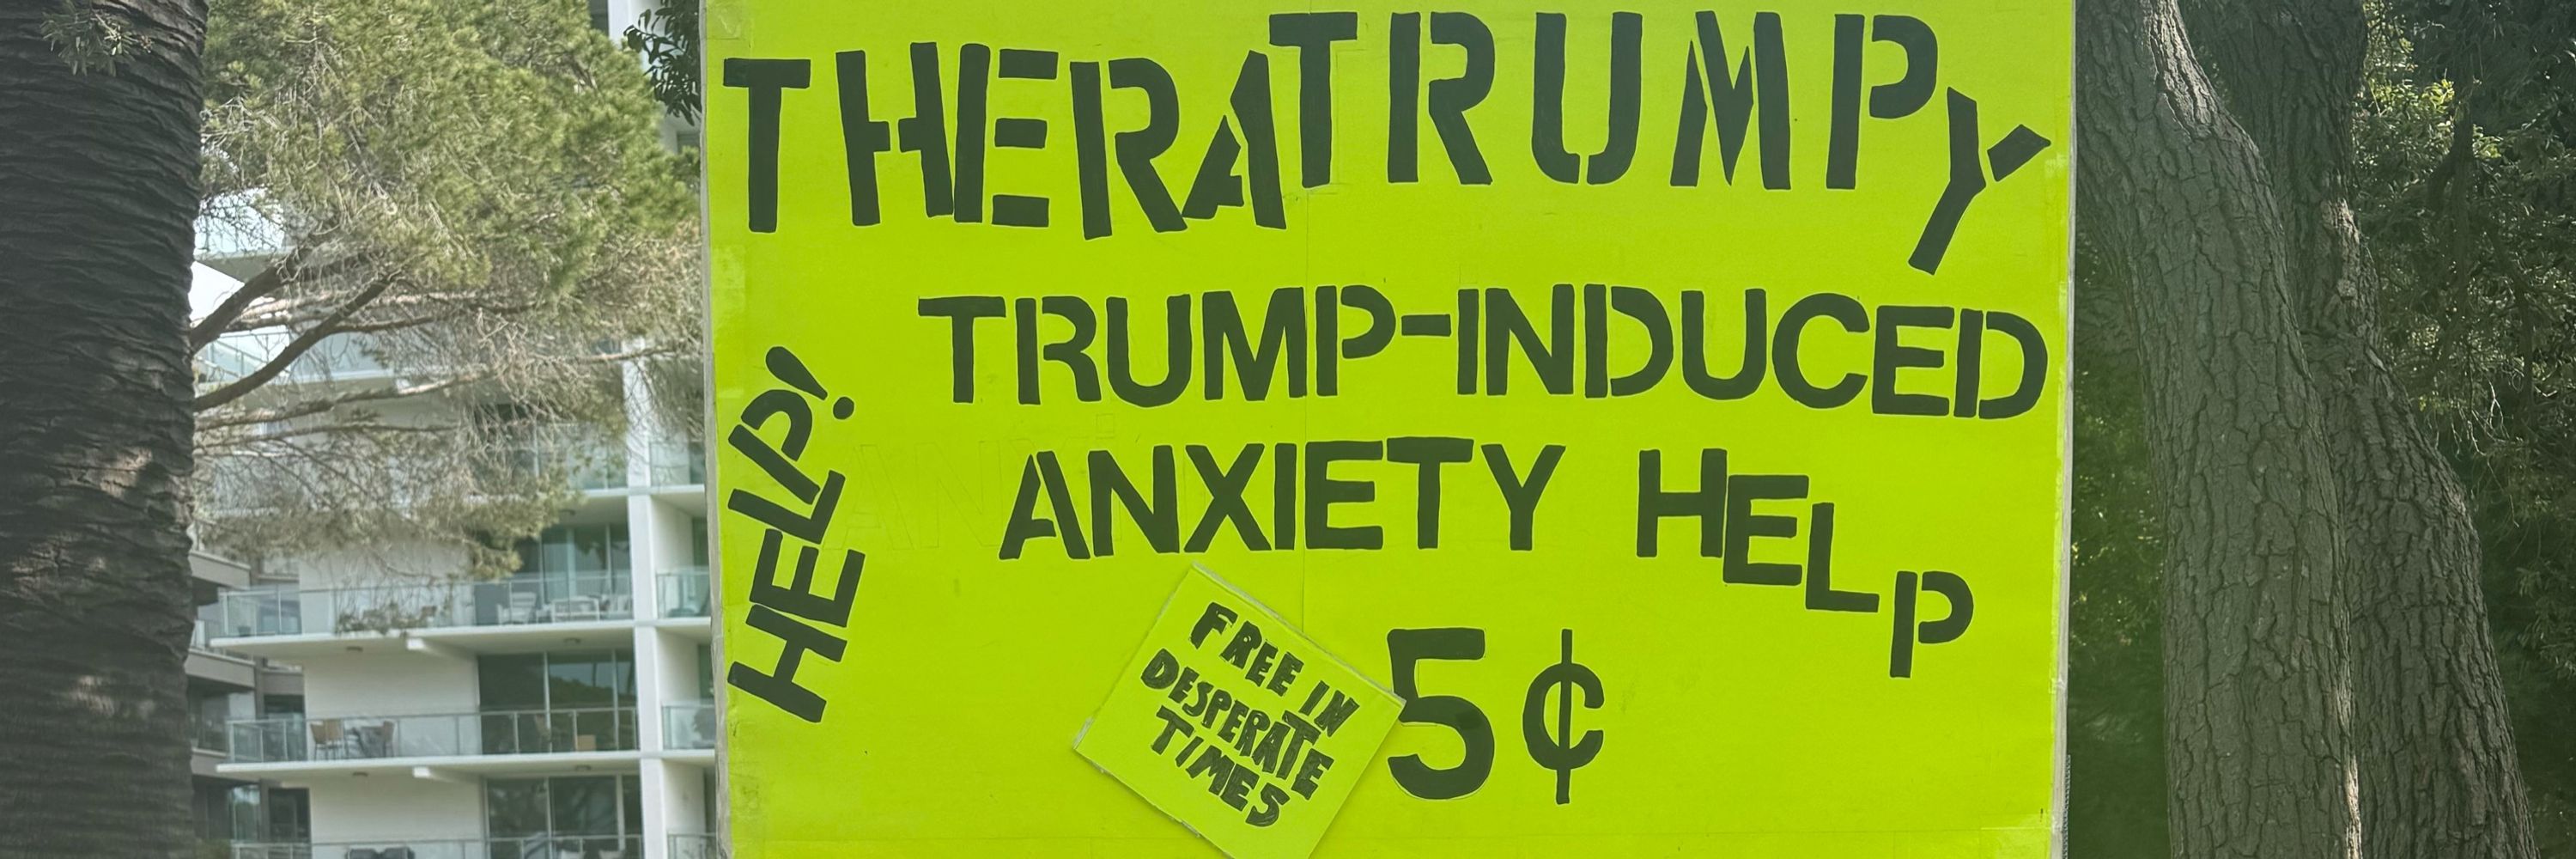 THERATRUMPY
TRUMP-INDUCED
ANXIETY HELP
HELP!
FREE IN
DESPERATE
TIMES
5¢